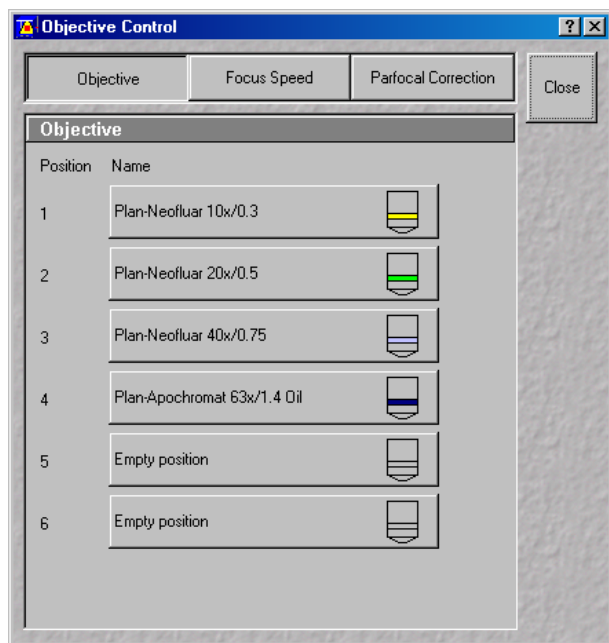 Objective Control
Objective Focus Speed Parfocal Correction Close
Objective
Position Name
1 Plan-Neofluar 10x/0.3
2 Plan-Neofluar 20x/0.5
3 Plan-Neofluar 40x/0.75
4 Plan-Apochromat 63x/1.4 Oil
5 Empty position
6 Empty position